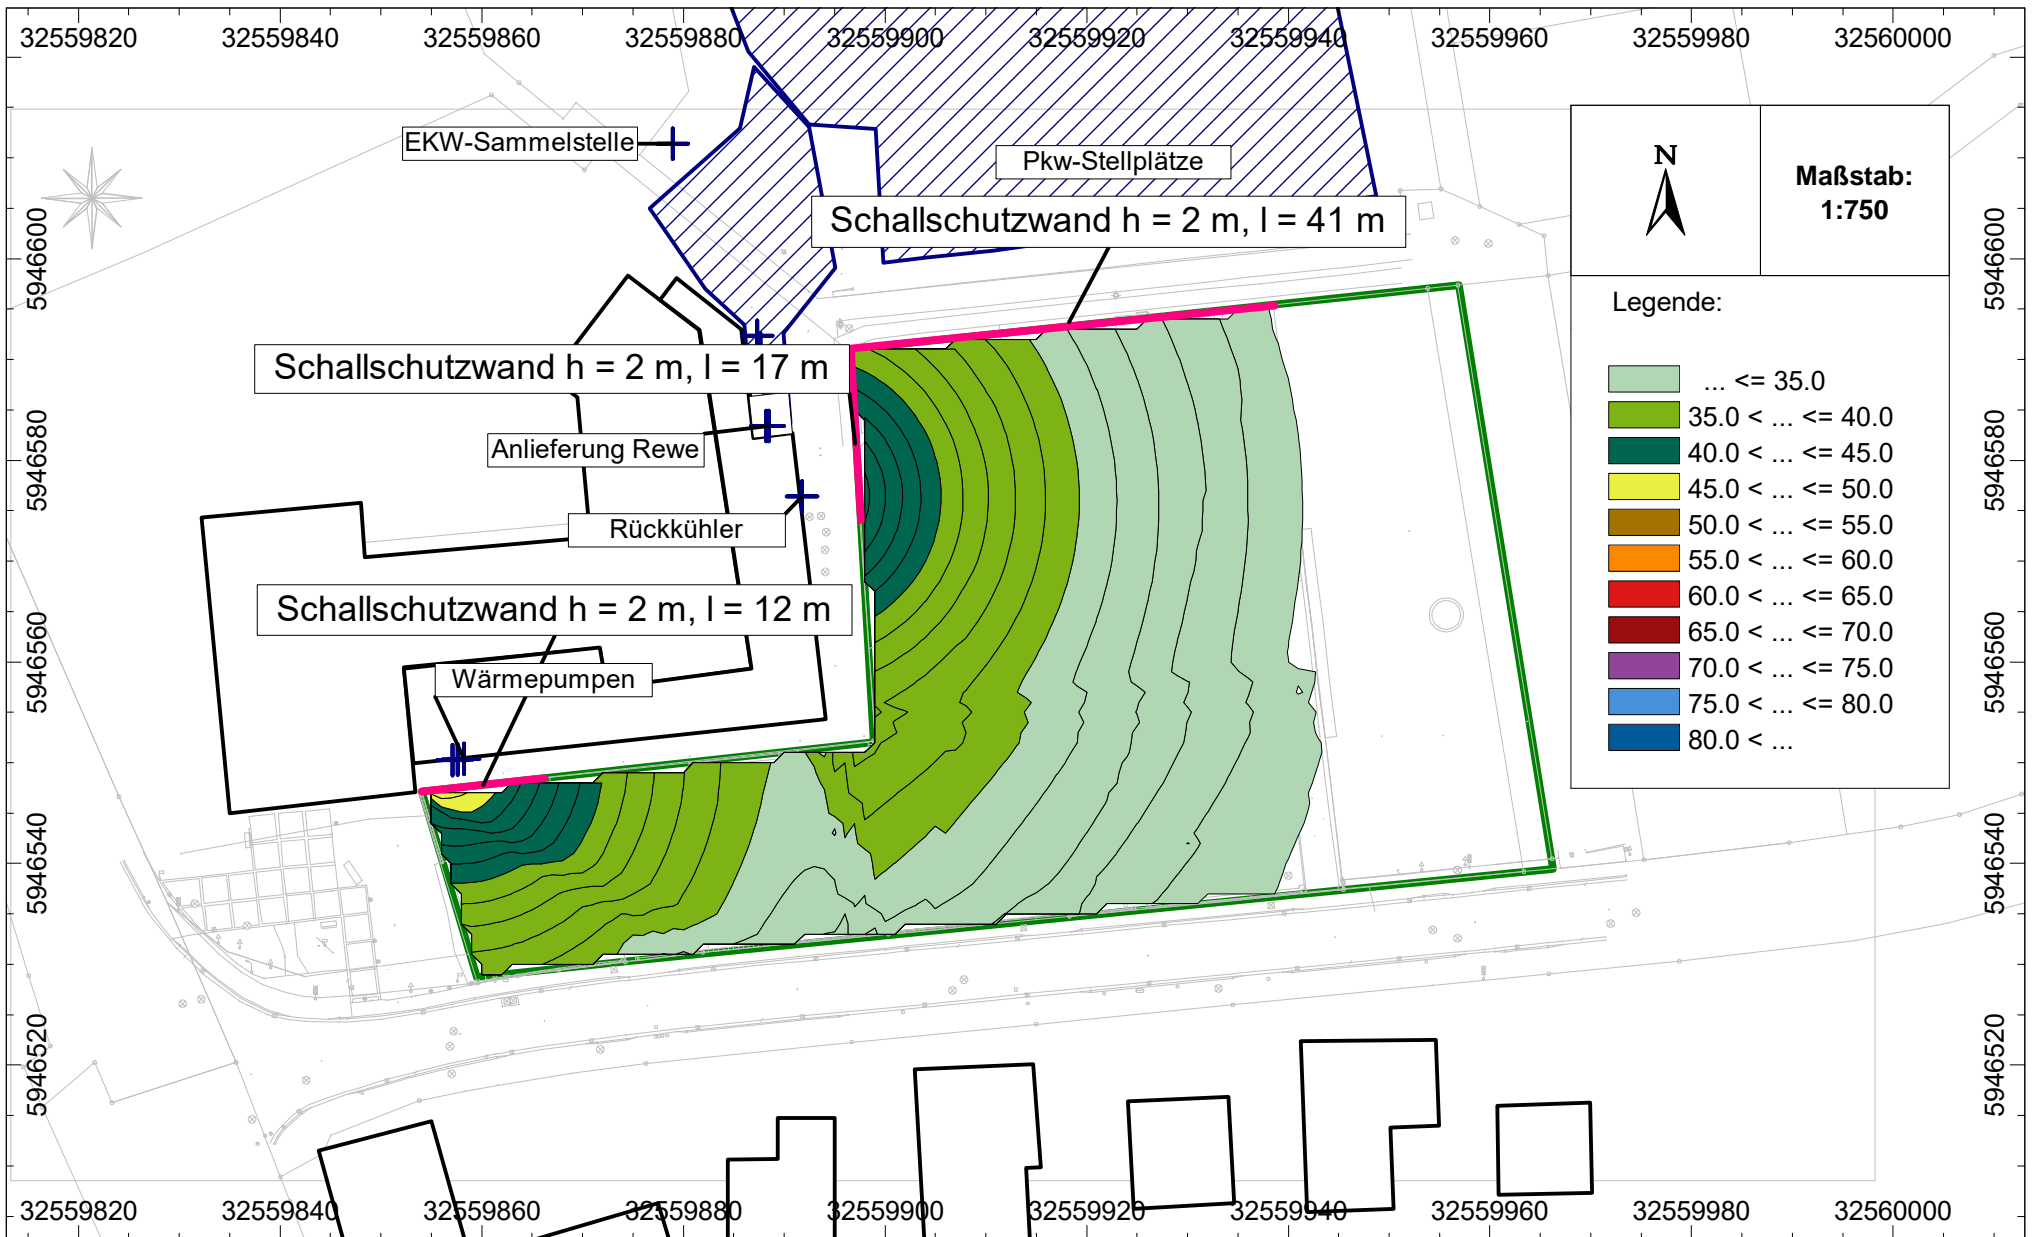 32559820 32559840 32559860 32559880 32559900 32559920 32559940 32559960 32559980 32560000
EKW-Sammelstelle
Pkw-Stellplätze
N
Maßstab:
1:750
Schallschutzwand h = 2 m, l = 41 m
5946600
5946600
Legende:
Schallschutzwand h = 2 m, l = 17 m
... <= 35.0
35.0 < ... <= 40.0
40.0 < ... <= 45.0
45.0 < ... <= 50.0
50.0 < ... <= 55.0
55.0 < ... <= 60.0
60.0 < ... <= 65.0
65.0 < ... <= 70.0
70.0 < ... <= 75.0
75.0 < ... <= 80.0
80.0 < ...
Anlieferung Rewe
5946580
5946580
Rückkühler
Schallschutzwand h = 2 m, l = 12 m
5946560
5946560
Wärmepumpen
5946540
5946540
5946520
5946520
32559820 32559840 32559860 32559880 32559900 32559920 32559940 32559960 32559980 32560000